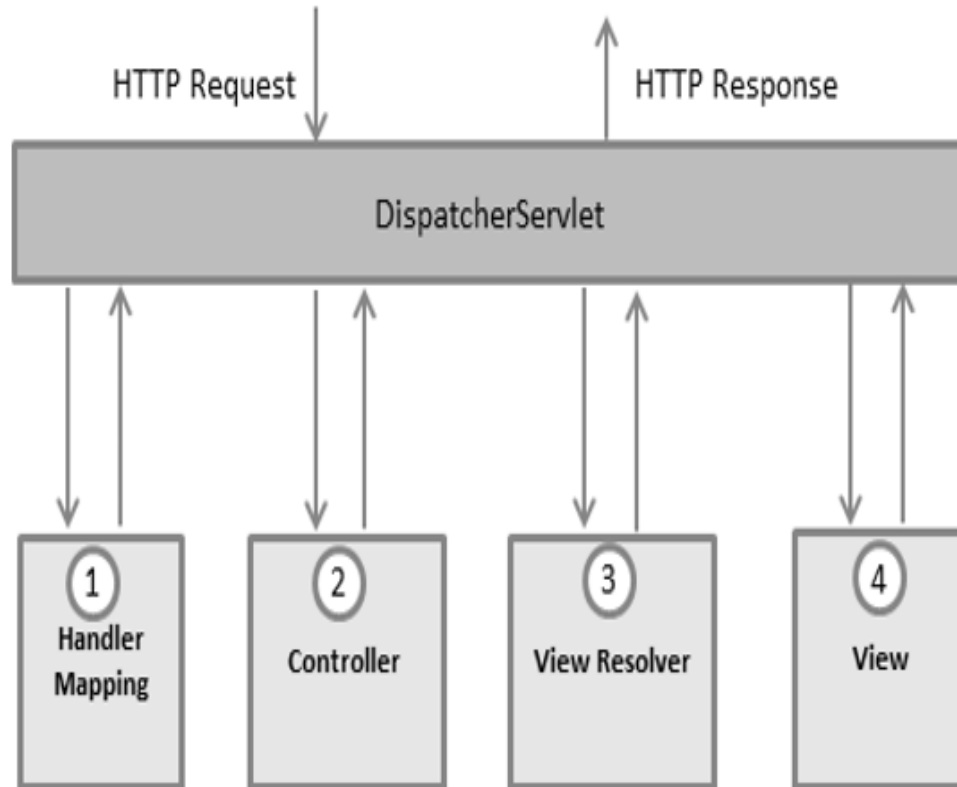 HTTP Request
HTTP Response
DispatcherServlet
1
Handler
Mapping
2
Controller
3
View Resolver
4
View